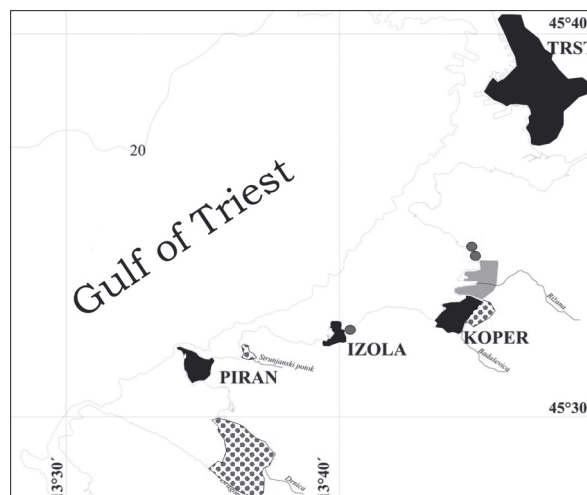 45°40
TRST
20
Gulf of Triest
Rižana
IZOLA
KOPER
Badaševica
Strunjanski potok
PIRAN
45°30
Drnica
13°30´
13°40´